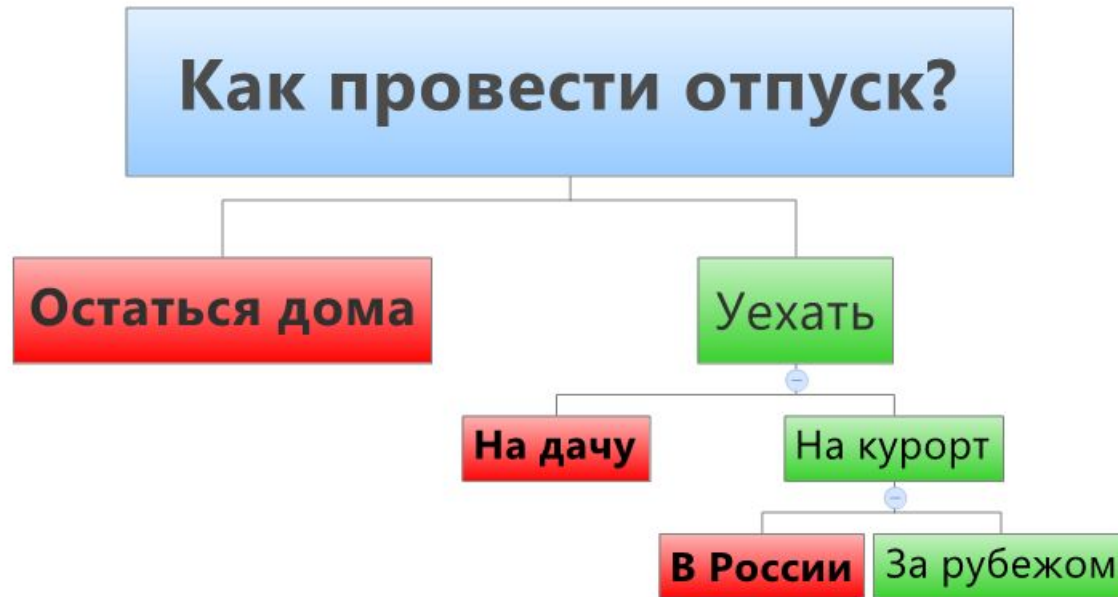 Как провести отпуск?
Остаться дома
Уехать
На дачу
На курорт
В России
За рубежом